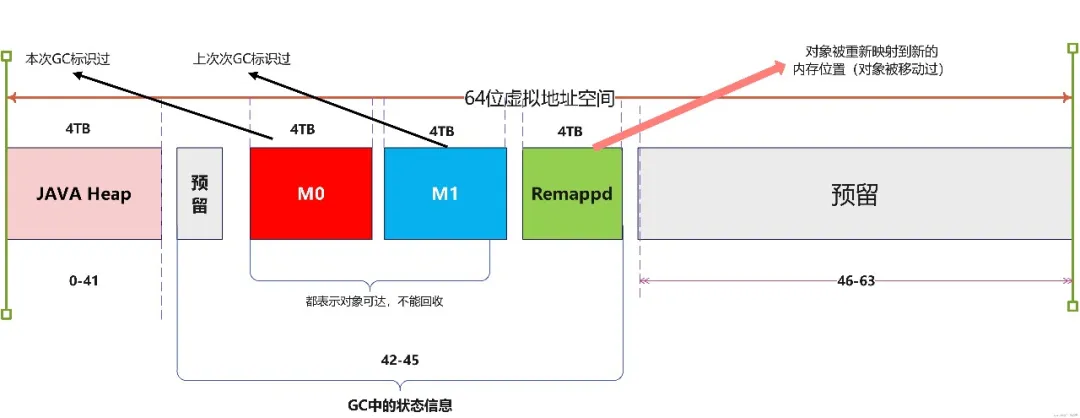 本次GC标识过
上次次GC标识过
对象被重新映射到新的
内存位置（对象被移动过）
64位虚拟地址空间
4TB
4TB
4TB
4TB
JAVA Heap
预
留
M0
M1
Remappd
预留
0-41
都表示对象可达，不能回收
46-63
42-45
GC中的状态信息